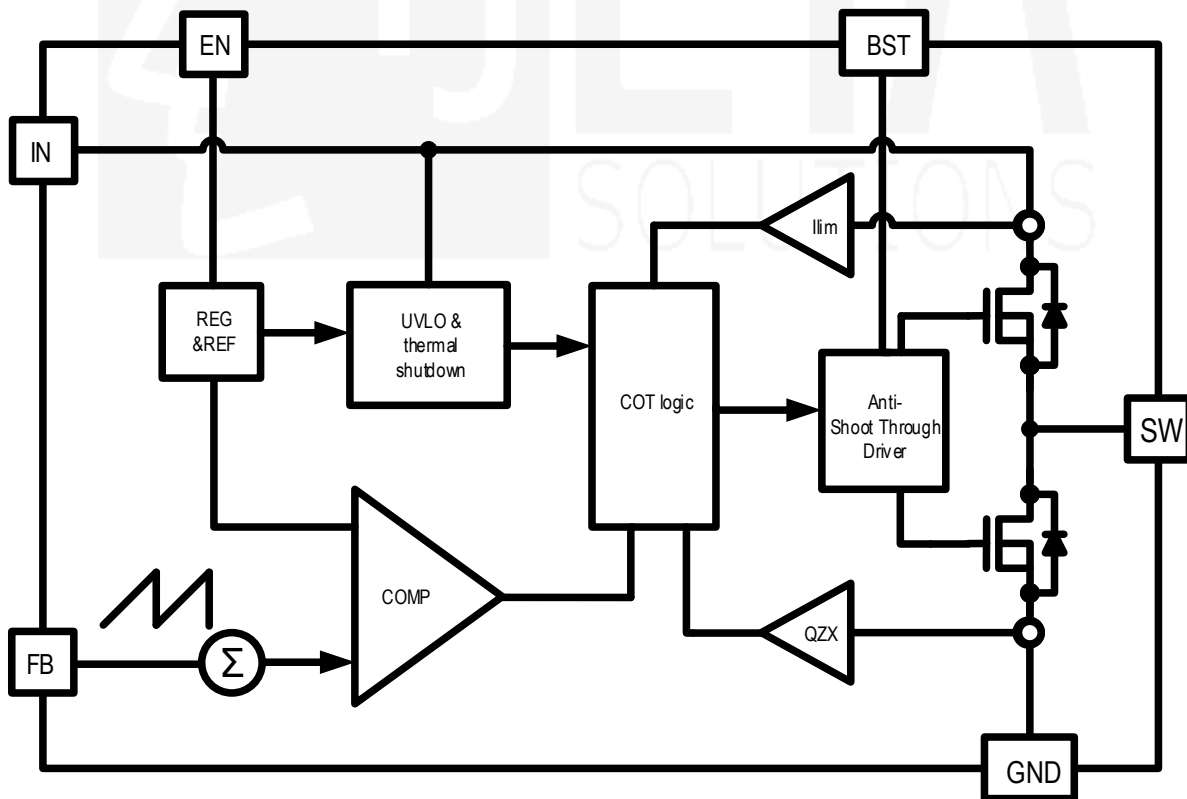 EN
BST
IN
SOLUTIONS
Ilim
REG
&REF
UVLO &
thermal
shutdown
COT logic
Anti-
Shoot Through
Driver
SW
COMP
QZX
FB
Σ
GND